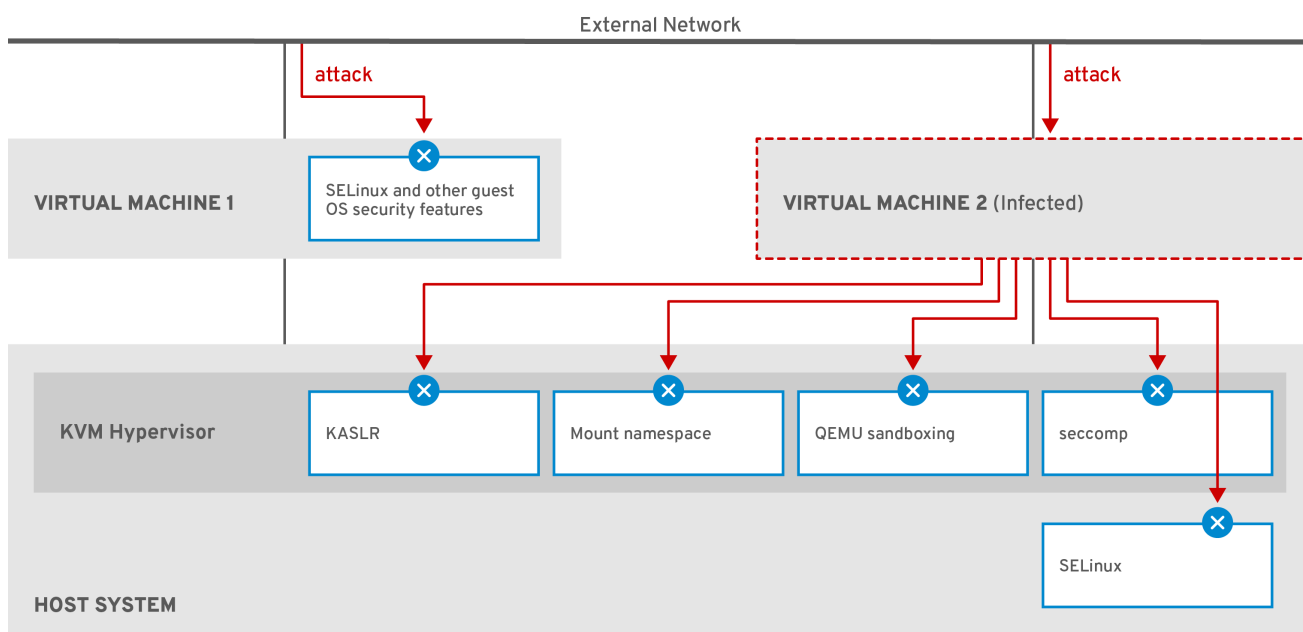 External Network
attack
attack
VIRTUAL MACHINE 1
SELinux and other guest
OS security features
VIRTUAL MACHINE 2 (Infected)
KVM Hypervisor
KASLR
Mount namespace
QEMU sandboxing
seccomp
SELinux
HOST SYSTEM